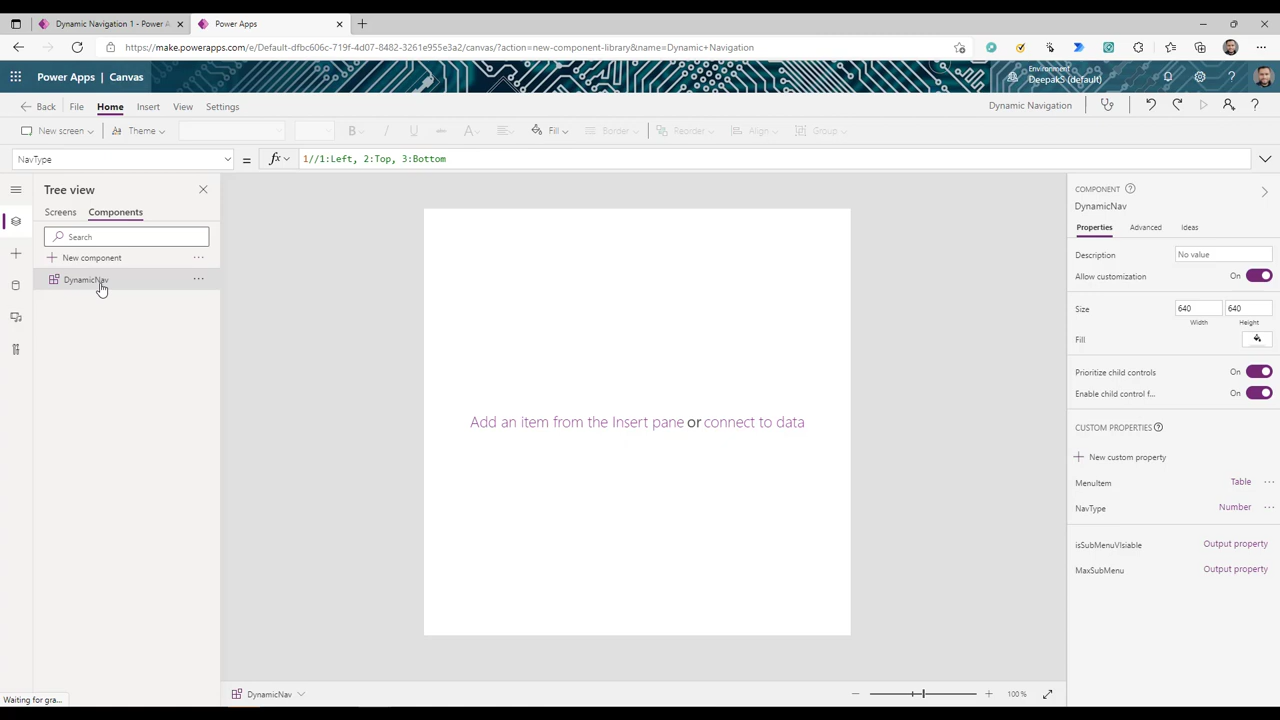 Dynamic Navigation 1 - Power A
Power Apps
https://make.powerapps.com/e/Default-dfbc606c-719f-4d07-8482-3261e955e3a2/canvas/?action=new-component-library&name=Dynamic+Navigation
Power Apps | Canvas
Environment
DeepakS (default)
Back File Home Insert View Settings
Dynamic Navigation
New screen Theme B / U abc A Fill Border Reorder Align Group
NavType = fx 1//1:Left, 2:Top, 3:Bottom
Tree view
Screens Components
Search
New component
DynamicNav
Add an item from the Insert pane or connect to data
COMPONENT
DynamicNav
Properties Advanced Ideas
Description No value
Allow customization On
Size 640 640
Width Height
Fill
Prioritize child controls On
Enable child control f... On
CUSTOM PROPERTIES
New custom property
MenuItem Table
NavType Number
isSubMenuVIsiable Output property
MaxSubMenu Output property
DynamicNav
100 %
Waiting for gra...